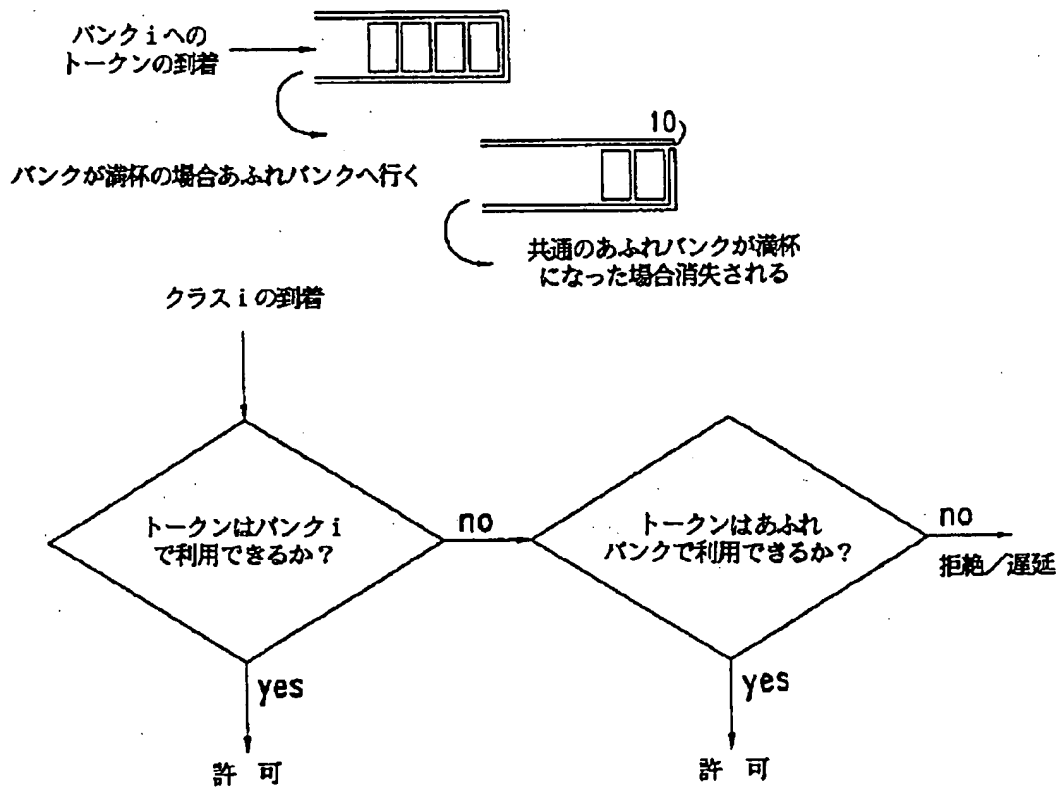 バンクiへの
トークンの到着
10
バンクが満杯の場合あふれバンクへ行く
共通のあふれバンクが満杯
になった場合消失される
クラスiの到着
トークンはバンクi
で利用できるか?
no
トークンはあふれ
バンクで利用できるか?
no
拒絶/遅延
yes
許可
yes
許可